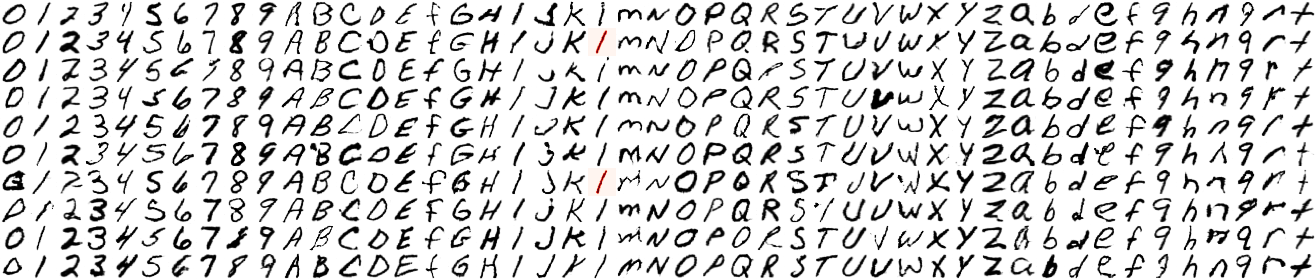 0 1 2 3 4 5 6 7 8 9 A B C D E f G H I J K l m N O P Q R S T U V W X Y Z a b d e f g h n q r t
0 1 2 3 4 5 6 7 8 9 A B C D E f G H I J K l m N O P Q R S T U V W X Y Z a b d e f g h n q r t
0 1 2 3 4 5 6 7 8 9 A B C D E f G H I J K i m N O P Q R S T U V W X Y Z a b d e f g h n q r t
0 1 2 3 4 5 6 7 8 9 A B C D E f G H I J K l m N O P Q R S T U V W X Y Z a b d e f g h n q r t
0 1 2 3 4 5 6 7 8 9 A B C D E f G H I J K l m N O P Q R S T U V W X Y Z a b d e f g h n q r t
0 1 2 3 4 5 6 7 8 9 A B C D E f G H I J K l m N O P Q R S T U V W X Y Z a b d e f g h n q r t
G 1 2 3 4 5 6 7 8 9 A B C D E f G H I J K l m N O P Q R S T U V W X Y Z a b d e f g h n q r t
0 1 2 3 4 5 6 7 8 9 A B C D E f G H I J K l m N O P Q R S T U V W X Y Z a b d e f g h n q r t
0 1 2 3 4 5 6 7 8 9 A B C D E f G H I J K l m N O P O R S T U V W X Y Z a b d e f g h n q r t
0 1 2 3 4 5 6 7 8 9 A B C D E f G H I J Y l m N O P Q R S T U V W X Y Z a b d e f g h n q r t